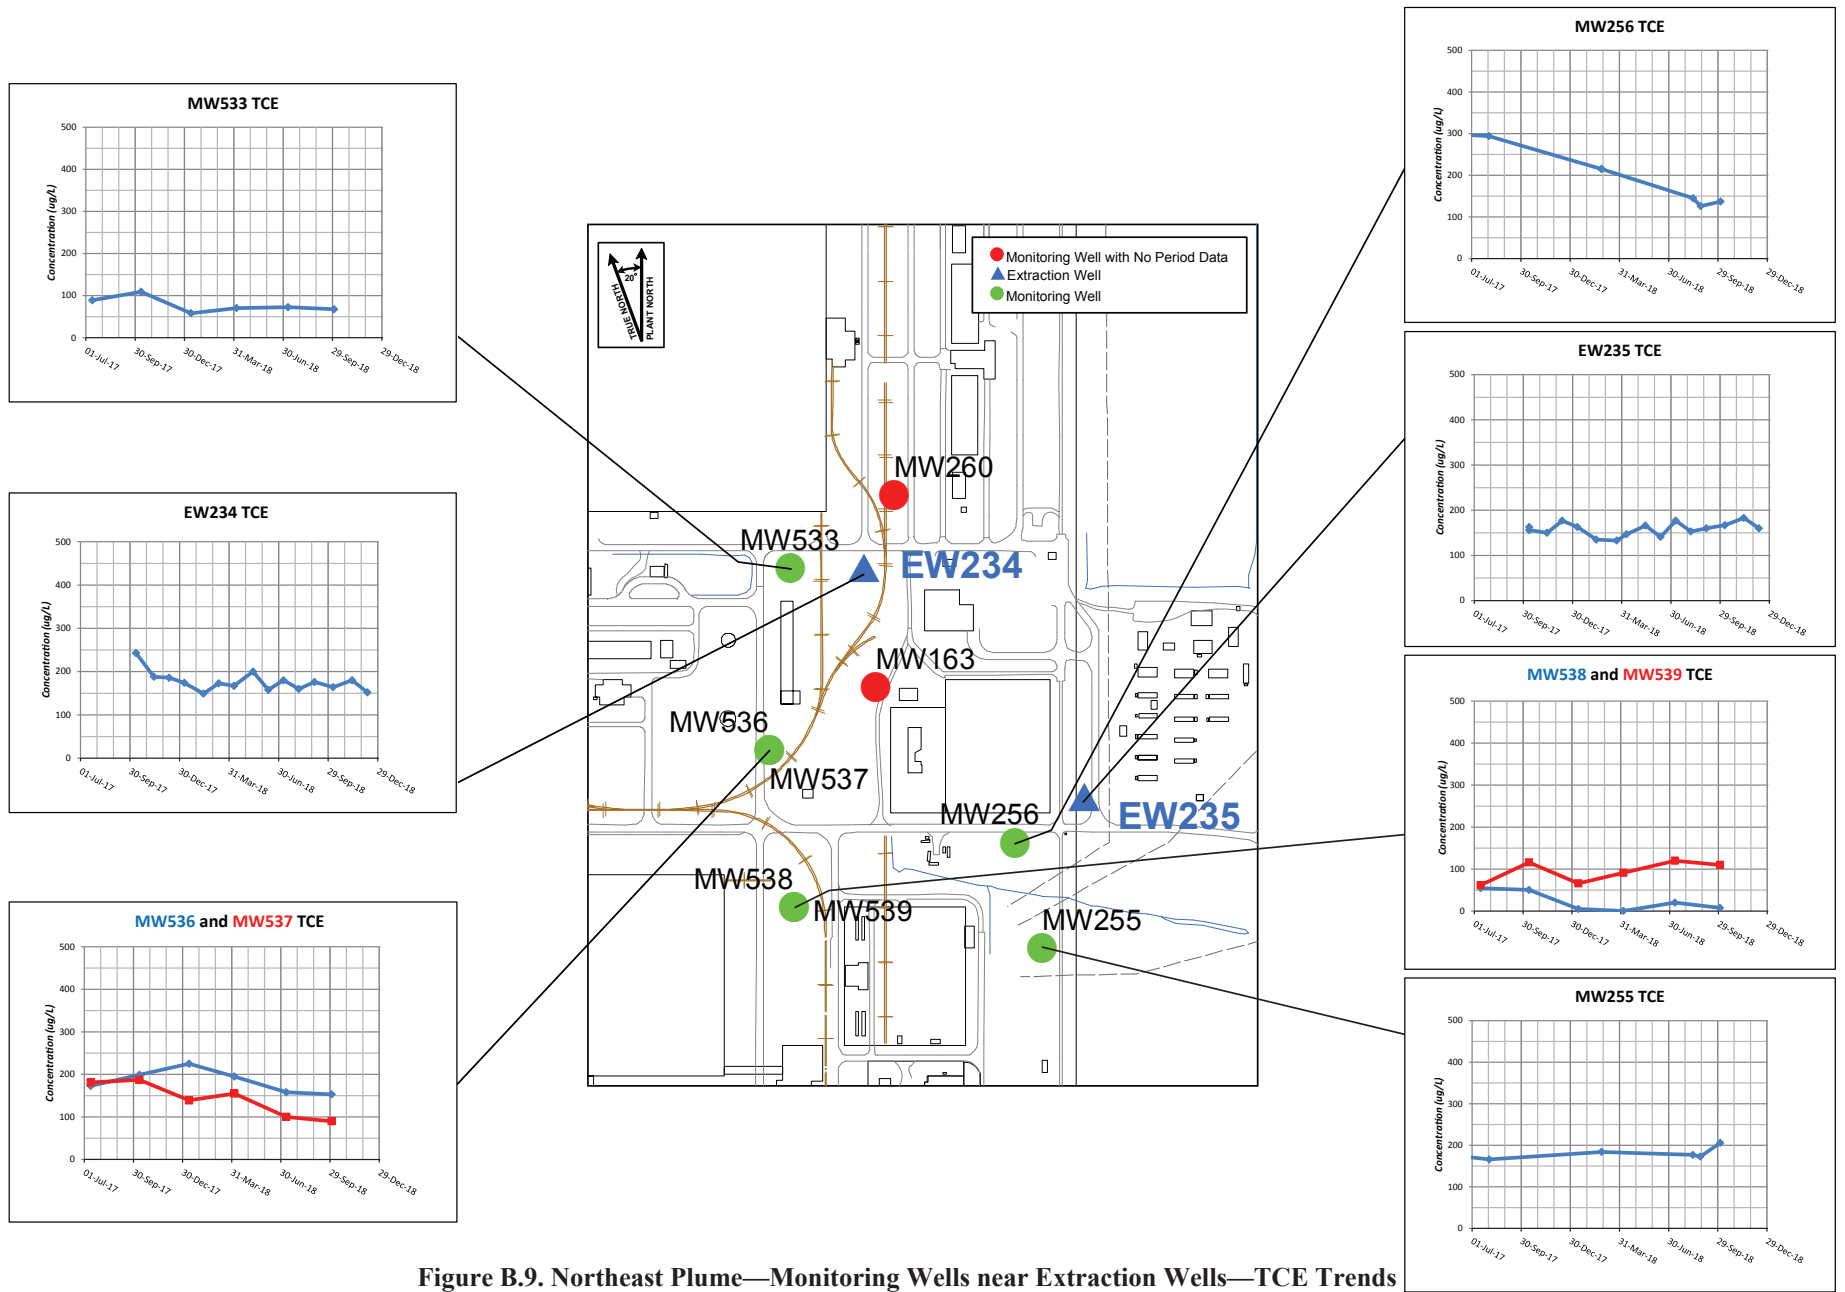 MW533 TCE
Concentration (ug/L)
500
400
300
200
100
0
01-Jul-17
30-Sep-17
30-Dec-17
31-Mar-18
30-Jun-18
29-Sep-18
29-Dec-18
EW234 TCE
Concentration (ug/L)
500
400
300
200
100
0
01-Jul-17
30-Sep-17
30-Dec-17
31-Mar-18
30-Jun-18
29-Sep-18
29-Dec-18
MW536 and MW537 TCE
Concentration (ug/L)
500
400
300
200
100
0
01-Jul-17
30-Sep-17
30-Dec-17
31-Mar-18
30-Jun-18
29-Sep-18
29-Dec-18
TRUE NORTH
20°
PLANT NORTH
Monitoring Well with No Period Data
Extraction Well
Monitoring Well
MW260
MW533
EW234
MW163
MW536
MW537
MW256
EW235
MW538
MW539
MW255
MW256 TCE
Concentration (ug/L)
500
400
300
200
100
0
01-Jul-17
30-Sep-17
30-Dec-17
31-Mar-18
30-Jun-18
29-Sep-18
29-Dec-18
EW235 TCE
Concentration (ug/L)
500
400
300
200
100
0
01-Jul-17
30-Sep-17
30-Dec-17
31-Mar-18
30-Jun-18
29-Sep-18
29-Dec-18
MW538 and MW539 TCE
Concentration (ug/L)
500
400
300
200
100
0
01-Jul-17
30-Sep-17
30-Dec-17
31-Mar-18
30-Jun-18
29-Sep-18
29-Dec-18
MW255 TCE
Concentration (ug/L)
500
400
300
200
100
0
01-Jul-17
30-Sep-17
30-Dec-17
31-Mar-18
30-Jun-18
29-Sep-18
29-Dec-18
Figure B.9. Northeast Plume—Monitoring Wells near Extraction Wells—TCE Trends